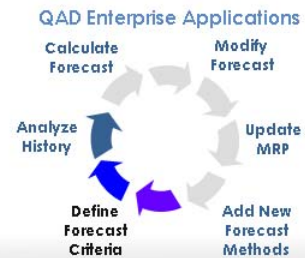 QAD Enterprise Applications
Calculate
Forecast
Modify
Forecast
Analyze
History
Update
MRP
Define
Forecast
Criteria
Add New
Forecast
Methods